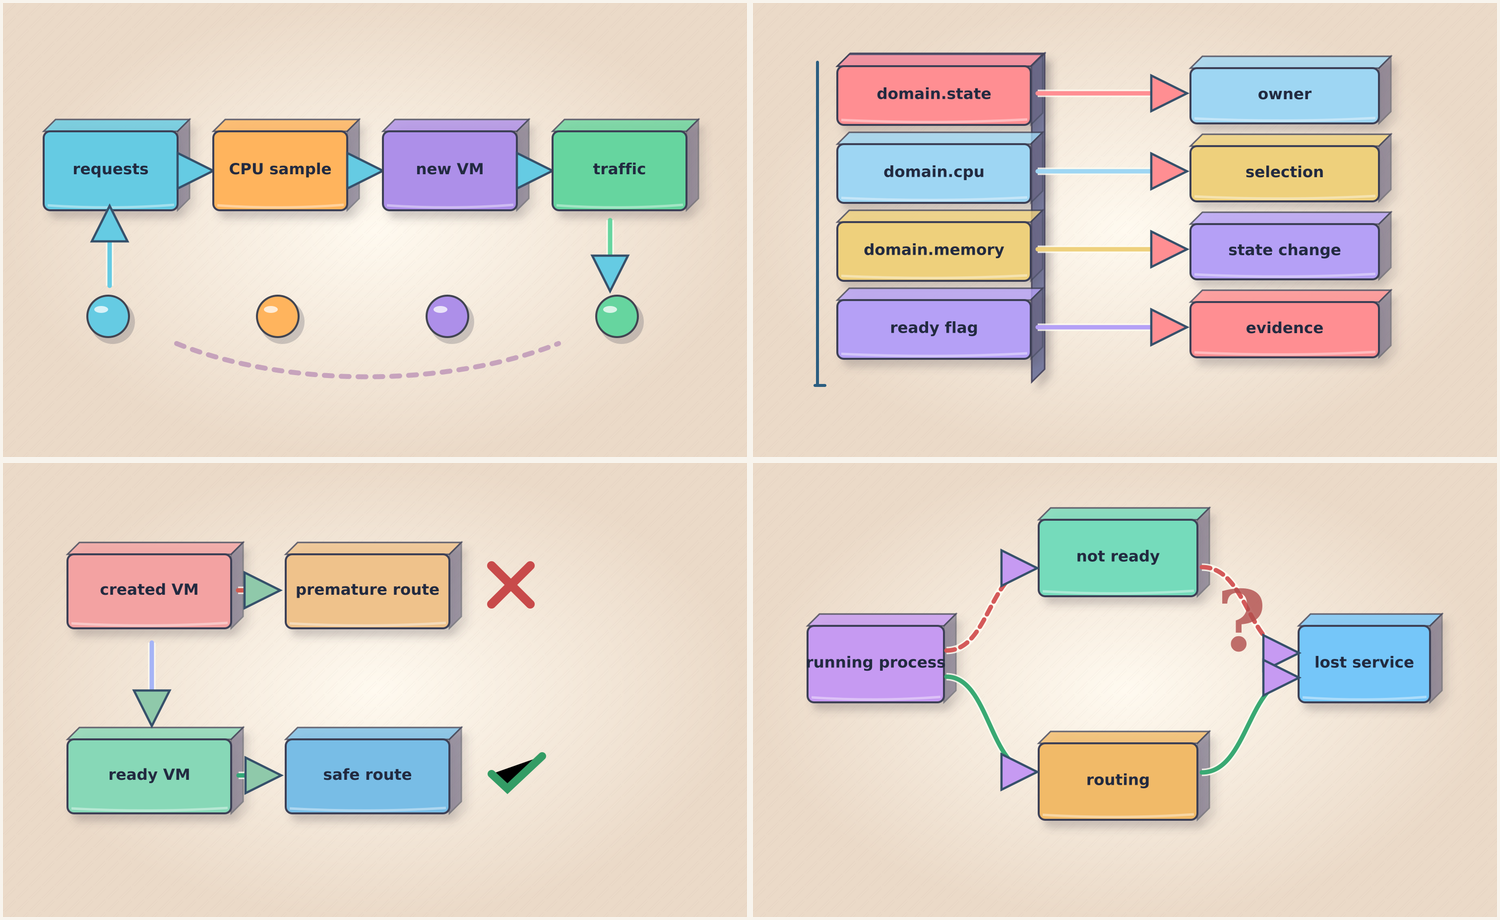 requests
CPU sample
new VM
traffic
domain.state
owner
domain.cpu
selection
domain.memory
state change
ready flag
evidence
created VM
premature route
ready VM
safe route
not ready
?
running process
lost service
routing